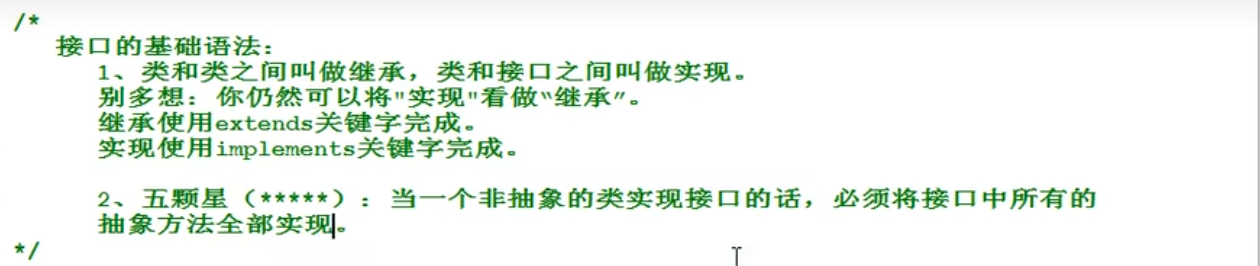 /*
接口的基础语法：
1、类和类之间叫做继承，类和接口之间叫做实现。
别多想：你仍然可以将"实现"看做“继承”。
继承使用extends关键字完成。
实现使用implements关键字完成。
2、五颗星（*****）：当一个非抽象的类实现接口的话，必须将接口中所有的
抽象方法全部实现。
*/